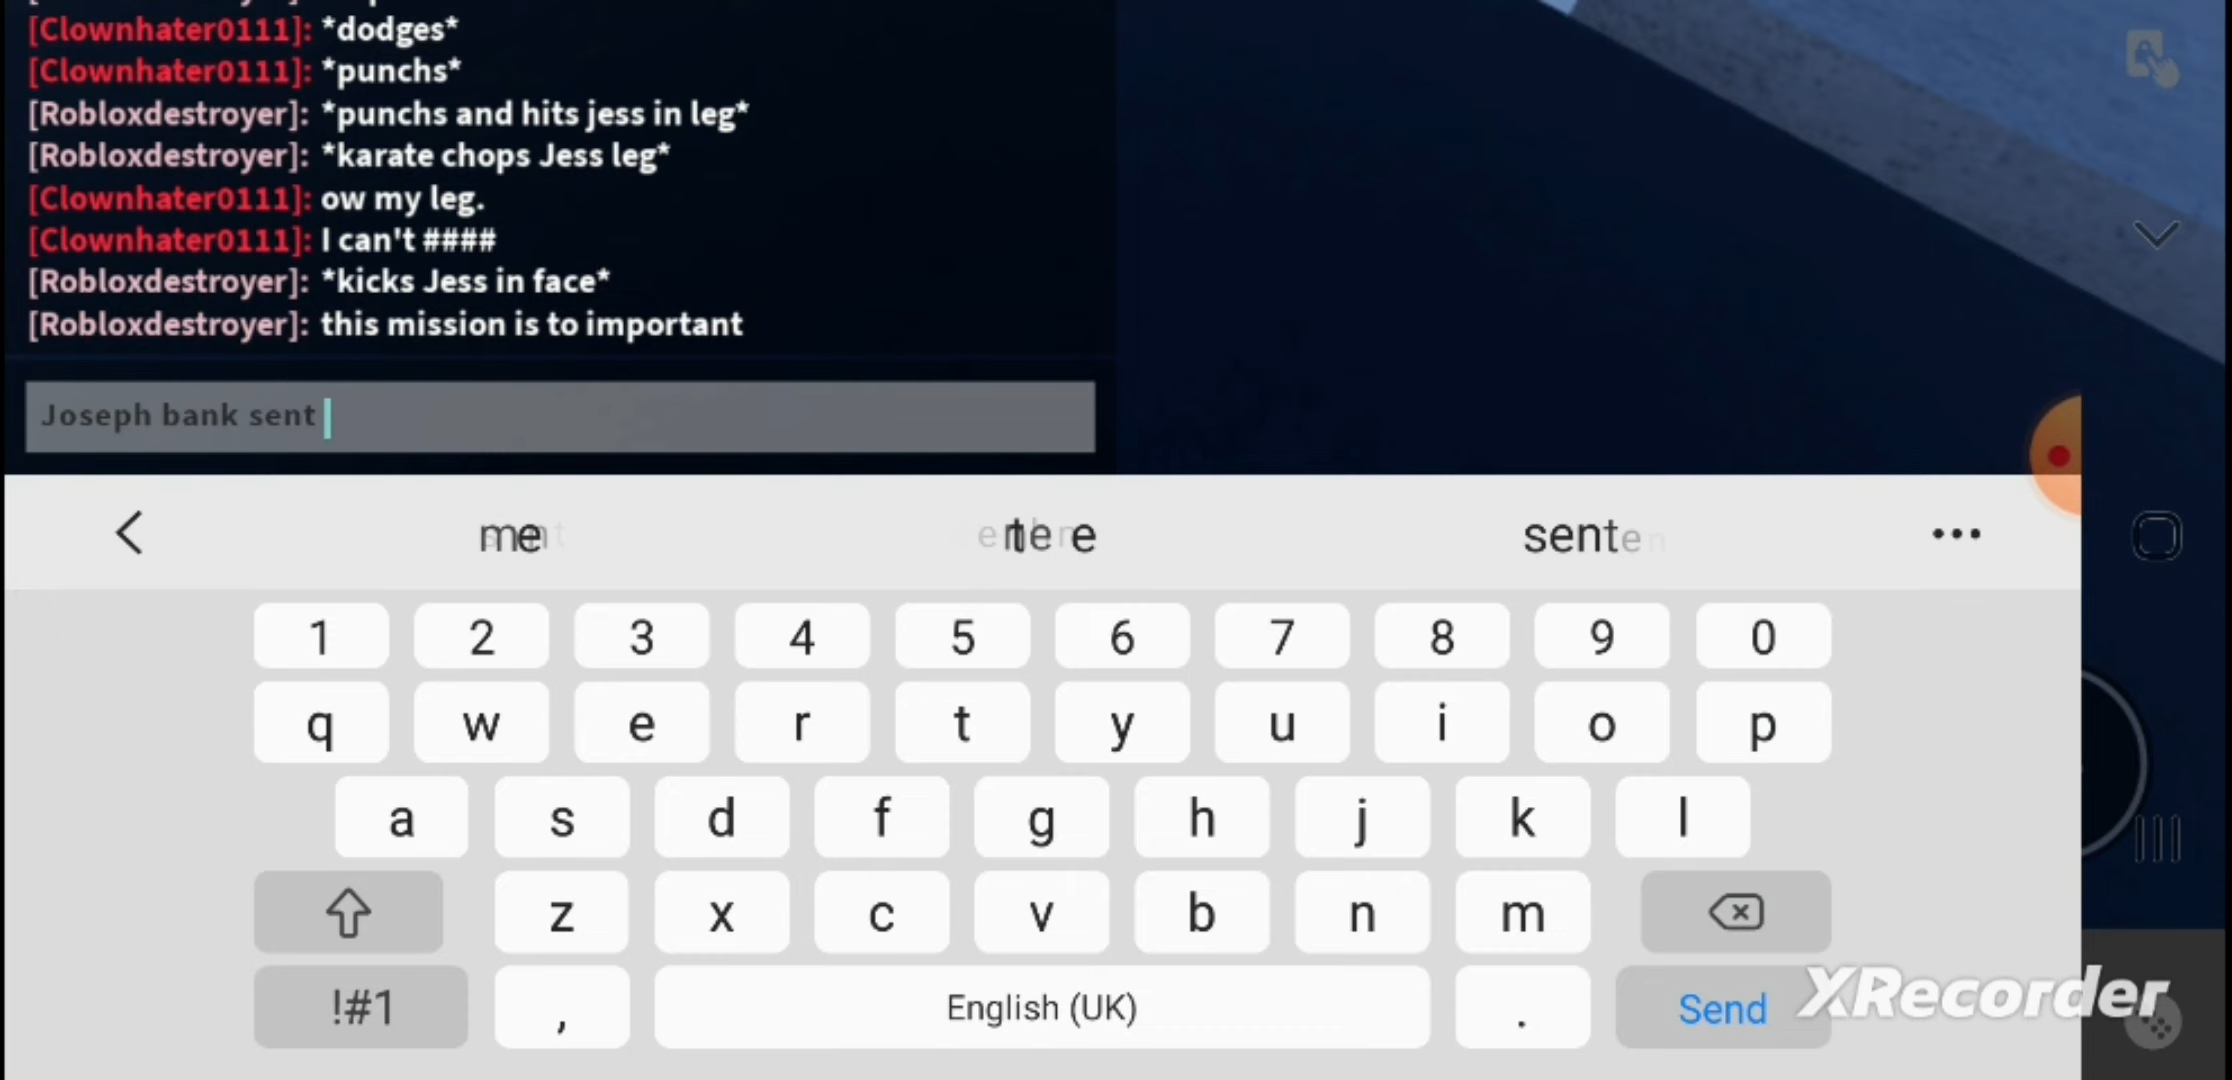 [Clownhater0111]: *dodges*
[Clownhater0111]: *punchs*
[Robloxdestroyer]: *punchs and hits jess in leg*
[Robloxdestroyer]: *karate chops Jess leg*
[Clownhater0111]: ow my leg.
[Clownhater0111]: I can't ####
[Robloxdestroyer]: *kicks Jess in face*
[Robloxdestroyer]: this mission is to important
Joseph bank sent
me sent
1 2 3 4 5 6 7 8 9 0
q w e r t y u i o p
a s d f g h j k l
z x c v b n m
!#1 , English (UK) . Send
XRecorder